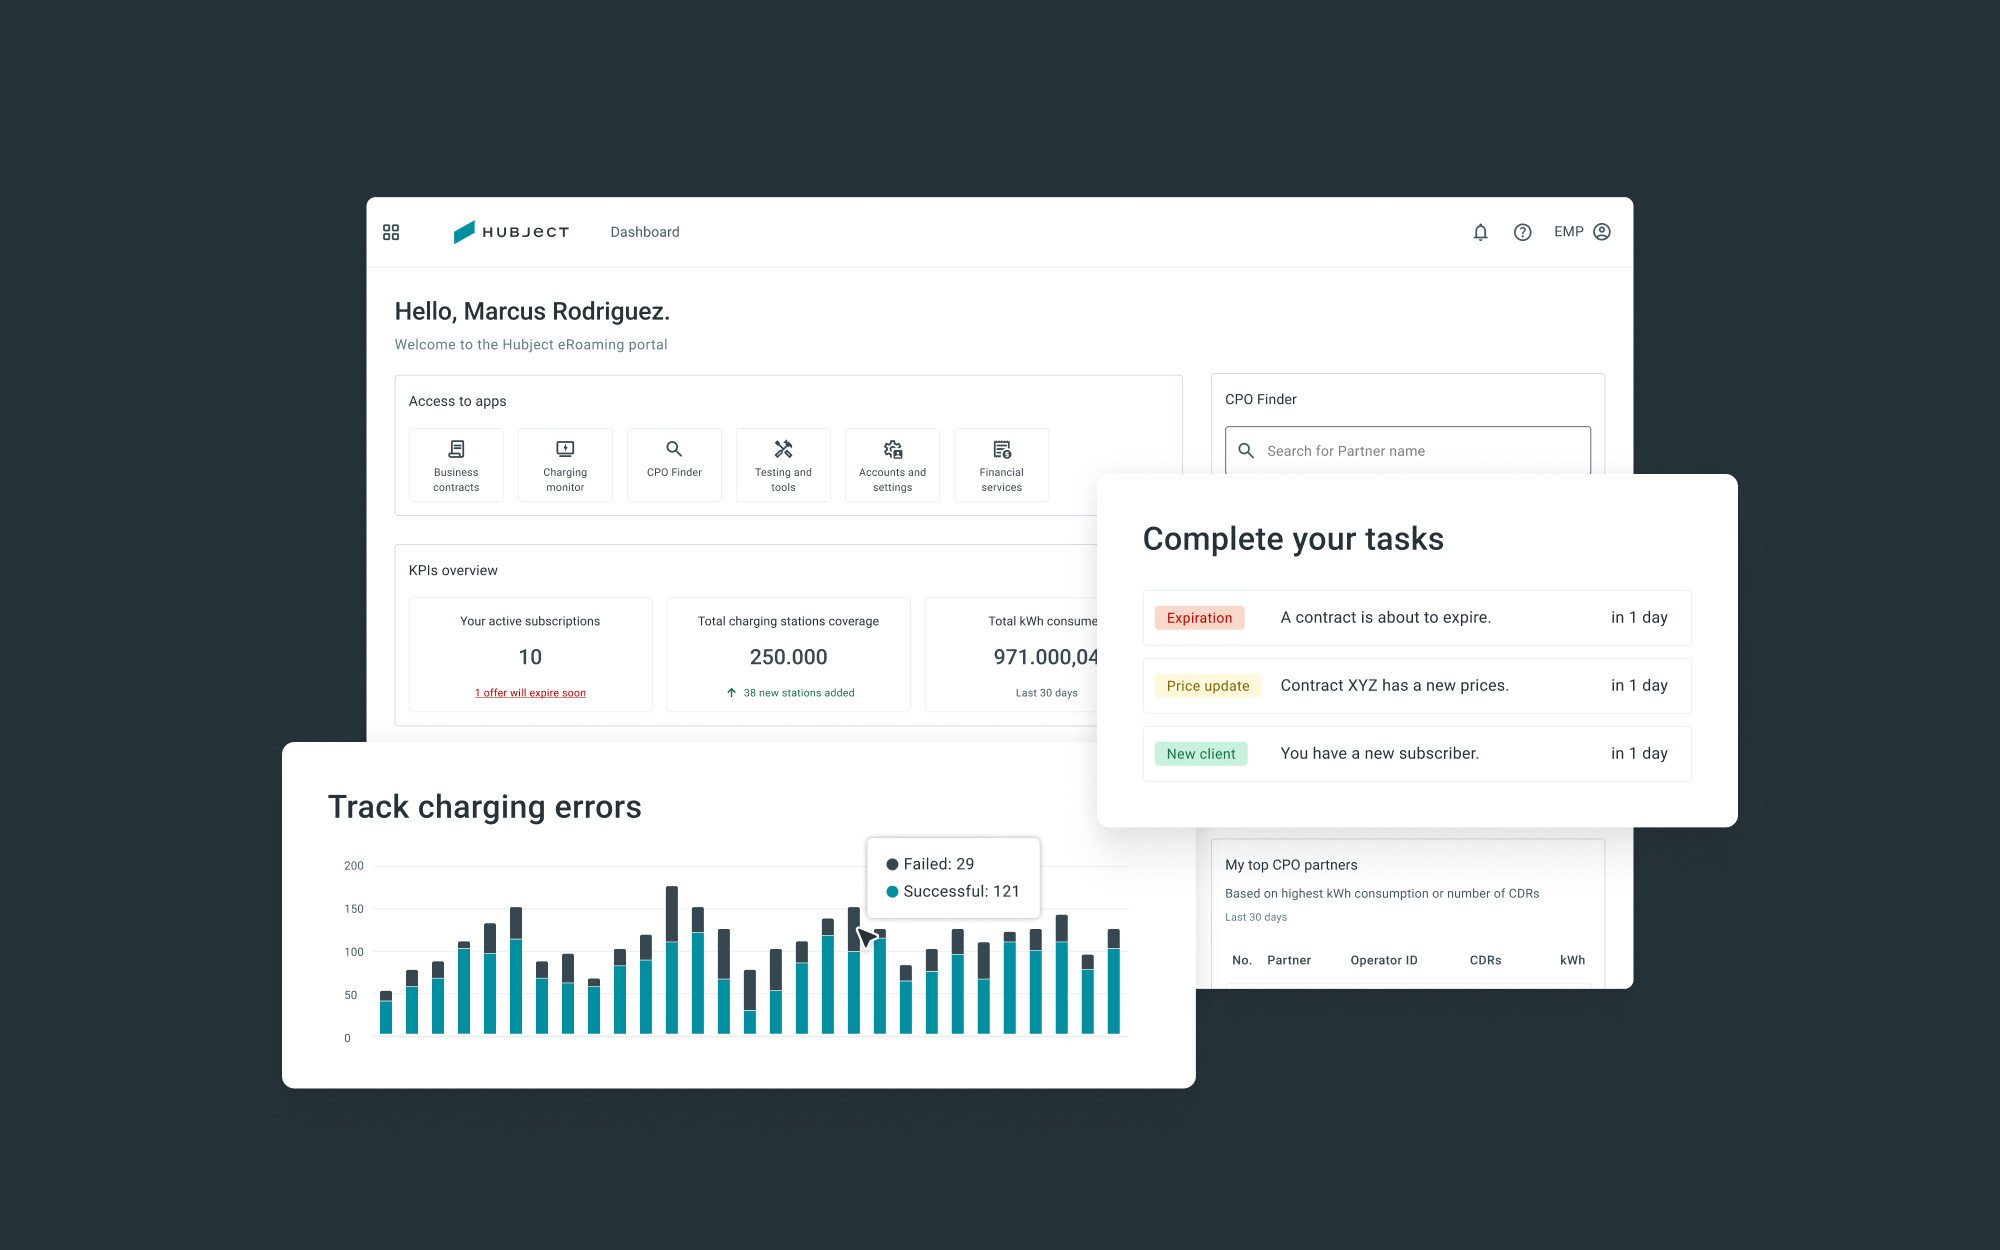 HUBJECT
Dashboard
EMP
Hello, Marcus Rodriguez.
Welcome to the Hubject eRoaming portal
Access to apps
Business
contracts
Charging
monitor
CPO Finder
Testing and
tools
Accounts and
settings
Financial
services
CPO Finder
Search for Partner name
KPIs overview
Your active subscriptions
10
1 offer will expire soon
Total charging stations coverage
250.000
38 new stations added
Total kWh consume
971.000,04
Last 30 days
Complete your tasks
Expiration A contract is about to expire. in 1 day
Price update Contract XYZ has a new prices. in 1 day
New client You have a new subscriber. in 1 day
Track charging errors
200
150
100
50
0
Failed: 29
Successful: 121
My top CPO partners
Based on highest kWh consumption or number of CDRs
Last 30 days
No. Partner Operator ID CDRs kWh